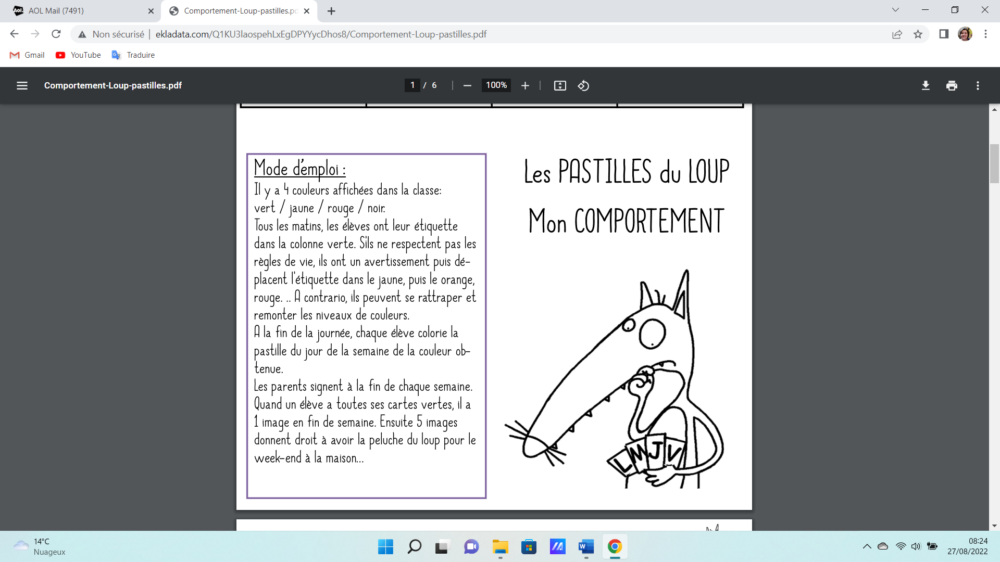 AOL Mail (7491)
Comportement-Loup-pastilles.pd
Non sécurisé
ekladata.com/Q1KU3laospehLxEgDPYYycDhos8/Comportement-Loup-pastilles.pdf
Gmail
YouTube
Traduire
Comportement-Loup-pastilles.pdf
1 / 6
100%
Mode d'emploi :
Il y a 4 couleurs affichées dans la classe:
vert / jaune / rouge / noir.
Tous les matins, les élèves ont leur étiquette
dans la colonne verte. S'ils ne respectent pas les
règles de vie, ils ont un avertissement puis dé-
placent l'étiquette dans le jaune, puis le orange,
rouge. .. A contrario, ils peuvent se rattraper et
remonter les niveaux de couleurs.
A la fin de la journée, chaque élève colorie la
pastille du jour de la semaine de la couleur ob-
tenue.
Les parents signent à la fin de chaque semaine.
Quand un élève a toutes ses cartes vertes, il a
1 image en fin de semaine. Ensuite 5 images
donnent droit à avoir la peluche du loup pour le
week-end à la maison...
Les PASTILLES du LOUP
Mon COMPORTEMENT
L M J V
14°C
Nuageux
08:24
27/08/2022